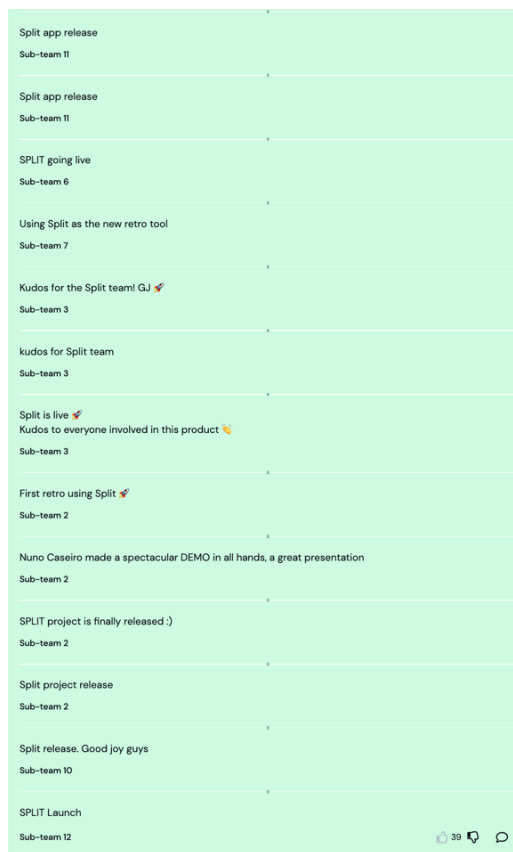 Split app release
Sub-team 11
Split app release
Sub-team 11
SPLIT going live
Sub-team 6
Using Split as the new retro tool
Sub-team 7
Kudos for the Split team! GJ 🚀
Sub-team 3
kudos for Split team
Sub-team 3
Split is live 🚀
Kudos to everyone involved in this product 👏
Sub-team 3
First retro using Split 🚀
Sub-team 2
Nuno Caseiro made a spectacular DEMO in all hands, a great presentation
Sub-team 2
SPLIT project is finally released :)
Sub-team 2
Split project release
Sub-team 2
Split release. Good joy guys
Sub-team 10
SPLIT Launch
Sub-team 12 39